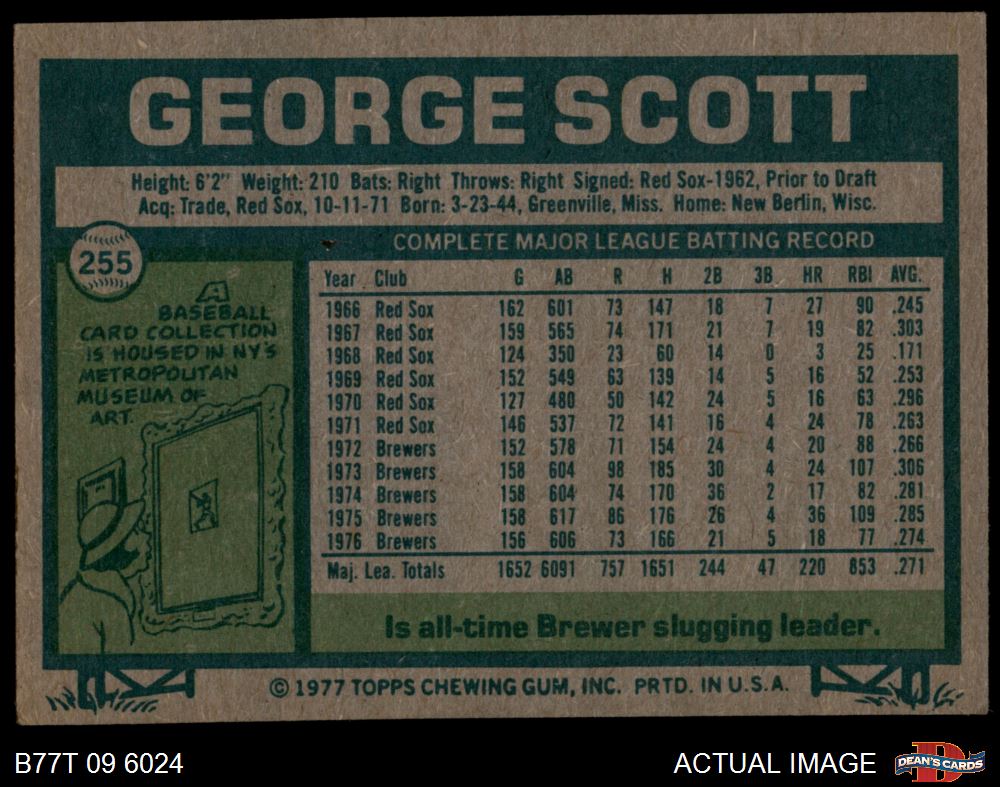 GEORGE SCOTT
Height: 6'2" Weight: 210 Bats: Right Throws: Right Signed: Red Sox-1962, Prior to Draft
Acq: Trade, Red Sox, 10-11-71 Born: 3-23-44, Greenville, Miss. Home: New Berlin, Wisc.
255
A
BASEBALL
CARD COLLECTION
IS HOUSED IN NY'S
METROPOLITAN
MUSEUM OF
ART.
COMPLETE MAJOR LEAGUE BATTING RECORD
Year Club G AB R H 2B 3B HR RBI AVG.
1966 Red Sox 162 601 73 147 18 7 27 90 .245
1967 Red Sox 159 565 74 171 21 7 19 82 .303
1968 Red Sox 124 350 23 60 14 0 3 25 .171
1969 Red Sox 152 549 63 139 14 5 16 52 .253
1970 Red Sox 127 480 50 142 24 5 16 63 .296
1971 Red Sox 146 537 72 141 16 4 24 78 .263
1972 Brewers 152 578 71 154 24 4 20 88 .266
1973 Brewers 158 604 98 185 30 4 24 107 .306
1974 Brewers 158 604 74 170 36 2 17 82 .281
1975 Brewers 158 617 86 176 26 4 36 109 .285
1976 Brewers 156 606 73 166 21 5 18 77 .274
Maj. Lea. Totals 1652 6091 757 1651 244 47 220 853 .271
Is all-time Brewer slugging leader.
© 1977 TOPPS CHEWING GUM, INC. PRTD. IN U.S.A.
B77T 09 6024
ACTUAL IMAGE
DEAN'S CARDS